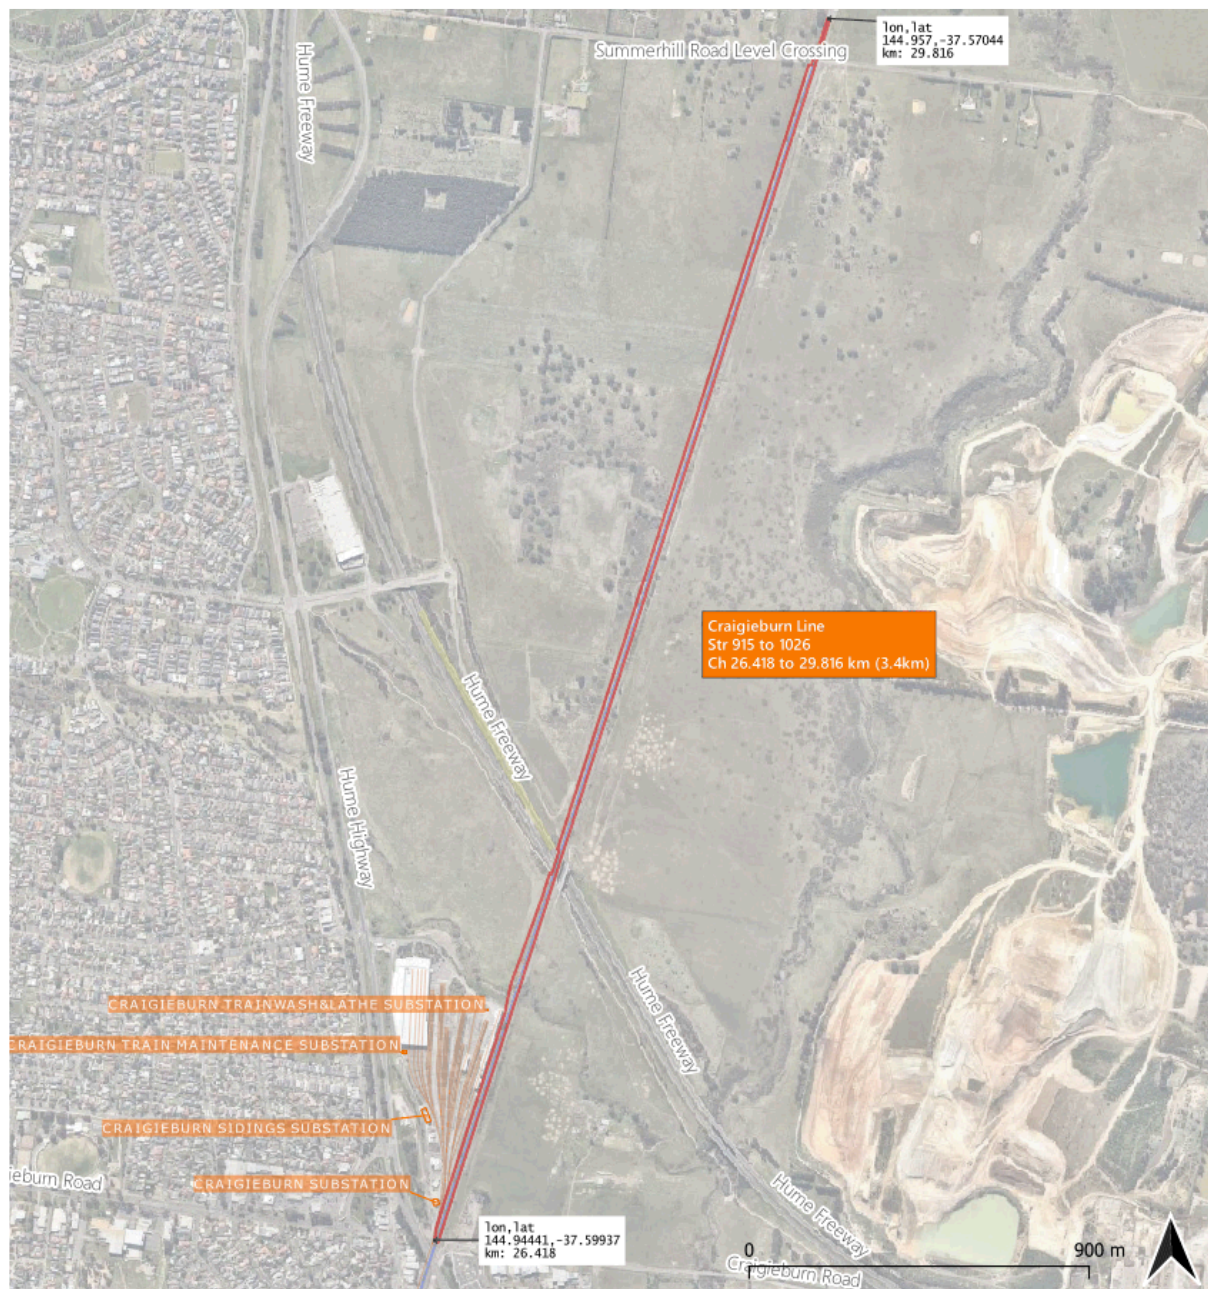 lon,lat
144.957,-37.57044
km: 29.816
Summerhill Road Level Crossing
Hume Freeway
Craigieburn Line
Str 915 to 1026
Ch 26.418 to 29.816 km (3.4km)
Hume Freeway
Hume Highway
CRAIGIEBURN TRAINWASH&LATHE SUBSTATION
Hume Freeway
CRAIGIEBURN TRAIN MAINTENANCE SUBSTATION
CRAIGIEBURN SIDINGS SUBSTATION
ieburn Road
CRAIGIEBURN SUBSTATION
Hume Freeway
lon,lat
144.94441,-37.59937
km: 26.418
0 900 m
Craigieburn Road